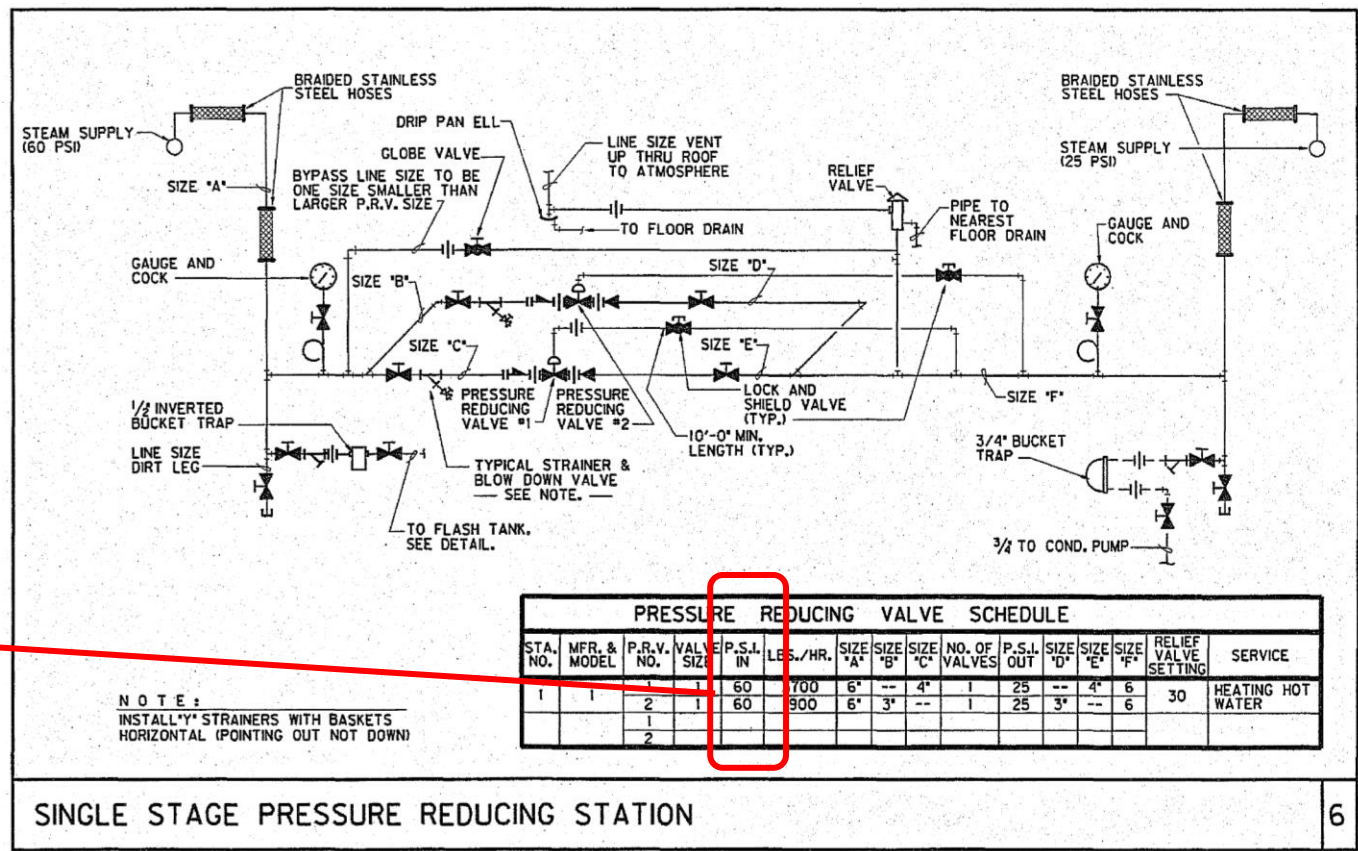 BRAIDED STAINLESS
STEEL HOSES
STEAM SUPPLY
(60 PSI)
SIZE "A"
DRIP PAN ELL
GLOBE VALVE
BYPASS LINE SIZE TO BE
ONE SIZE SMALLER THAN
LARGER P.R.V. SIZE
LINE SIZE VENT
UP THRU ROOF
TO ATMOSPHERE
TO FLOOR DRAIN
RELIEF
VALVE
PIPE TO
NEAREST
FLOOR DRAIN
BRAIDED STAINLESS
STEEL HOSES
STEAM SUPPLY
(25 PSI)
GAUGE AND
COCK
GAUGE AND
COCK
SIZE "B"
SIZE "D"
SIZE "C"
SIZE "E"
SIZE "F"
PRESSURE
REDUCING
VALVE #1
PRESSURE
REDUCING
VALVE #2
LOCK AND
SHIELD VALVE
(TYP.)
10'-0" MIN.
LENGTH (TYP.)
1/2 INVERTED
BUCKET TRAP
LINE SIZE
DIRT LEG
TYPICAL STRAINER &
BLOW DOWN VALVE
SEE NOTE.
TO FLASH TANK.
SEE DETAIL.
3/4" BUCKET
TRAP
TO COND. PUMP
PRESSURE REDUCING VALVE SCHEDULE
STA. NO. MFR. & MODEL P.R.V. NO. VALVE SIZE P.S.I. IN LBS./HR. SIZE "A" SIZE "B" SIZE "C" NO. OF VALVES P.S.I. OUT SIZE "D" SIZE "E" SIZE "F" RELIEF VALVE SETTING SERVICE
1 1 1 1 60 700 6" -- 4" 1 25 -- 4" 6 30 HEATING HOT WATER
2 1 60 900 6" 3" -- 1 25 3" -- 6
1
2
NOTE:
INSTALL "Y" STRAINERS WITH BASKETS
HORIZONTAL (POINTING OUT NOT DOWN)
SINGLE STAGE PRESSURE REDUCING STATION
6